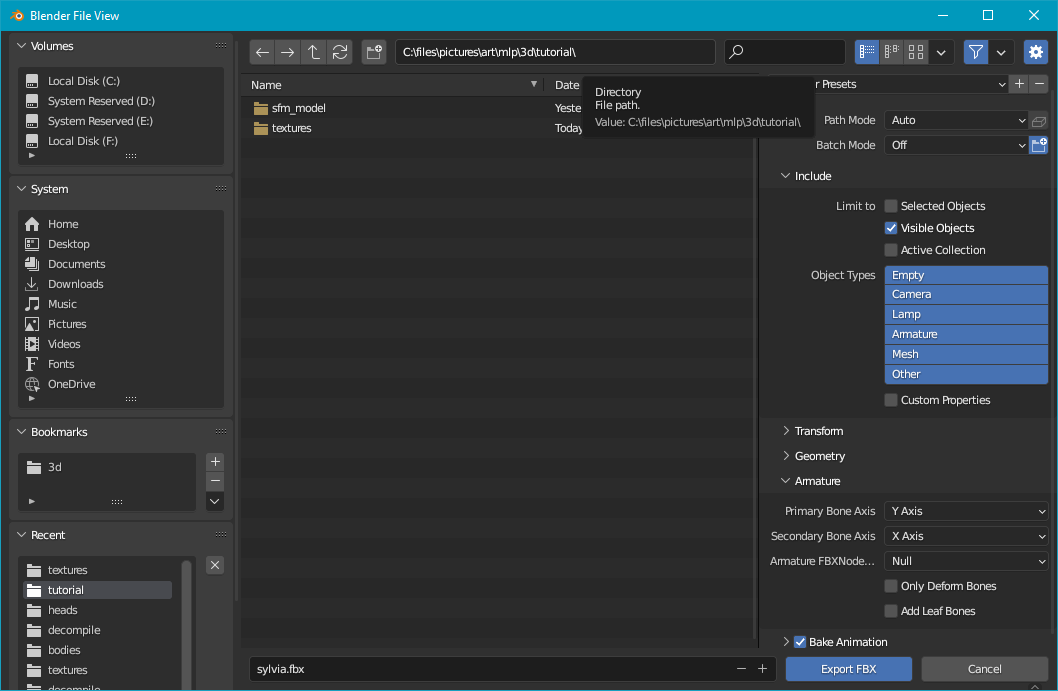 Blender File View
Volumes
Local Disk (C:)
System Reserved (D:)
System Reserved (E:)
Local Disk (F:)
System
Home
Desktop
Documents
Downloads
Music
Pictures
Videos
Fonts
OneDrive
Bookmarks
3d
Recent
textures
tutorial
heads
decompile
bodies
textures
decompile
C:\files\pictures\art\mlp\3d\tutorial\
Name
Date
sfm_model
Yeste
textures
Today
Directory
File path.
Value: C:\files\pictures\art\mlp\3d\tutorial\
r Presets
Path Mode
Auto
Batch Mode
Off
Include
Limit to
Selected Objects
Visible Objects
Active Collection
Object Types
Empty
Camera
Lamp
Armature
Mesh
Other
Custom Properties
Transform
Geometry
Armature
Primary Bone Axis
Y Axis
Secondary Bone Axis
X Axis
Armature FBXNode...
Null
Only Deform Bones
Add Leaf Bones
Bake Animation
sylvia.fbx
Export FBX
Cancel